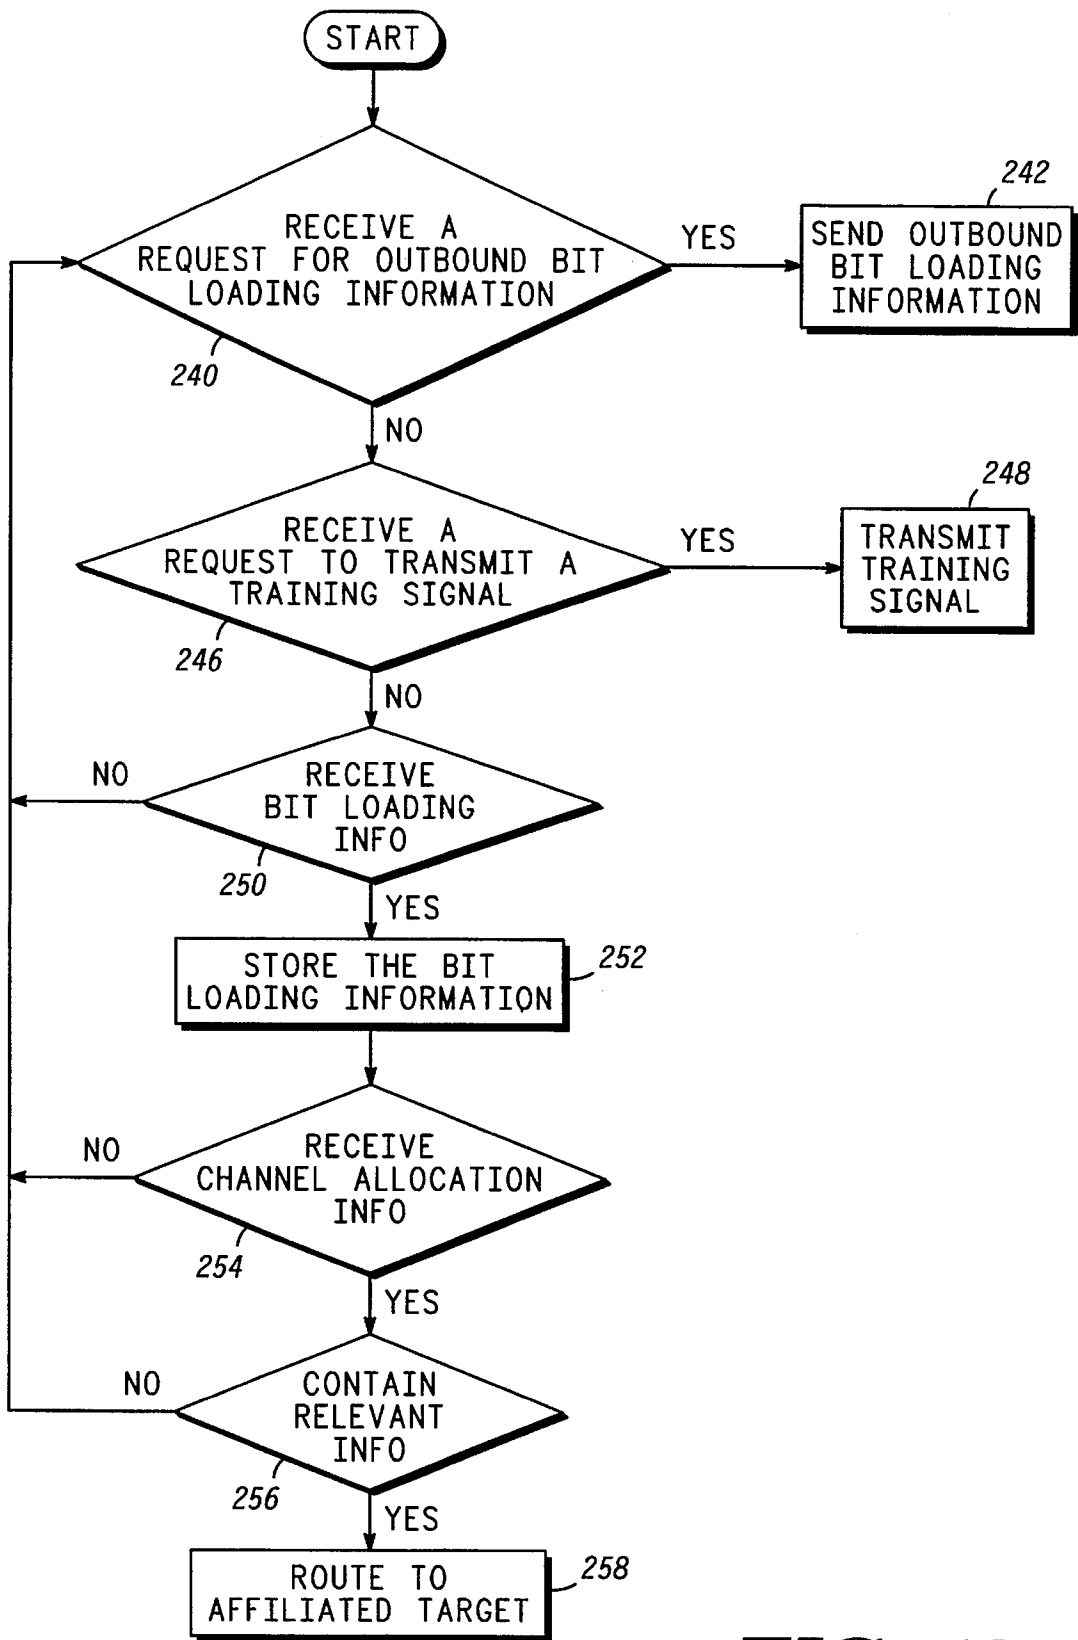 START
RECEIVE A
REQUEST FOR OUTBOUND BIT
LOADING INFORMATION
240
YES
242
SEND OUTBOUND
BIT LOADING
INFORMATION
NO
RECEIVE A
REQUEST TO TRANSMIT A
TRAINING SIGNAL
246
YES
248
TRANSMIT
TRAINING
SIGNAL
NO
NO
RECEIVE
BIT LOADING
INFO
250
YES
STORE THE BIT
LOADING INFORMATION
252
NO
RECEIVE
CHANNEL ALLOCATION
INFO
254
YES
NO
CONTAIN
RELEVANT
INFO
256
YES
ROUTE TO
AFFILIATED TARGET
258